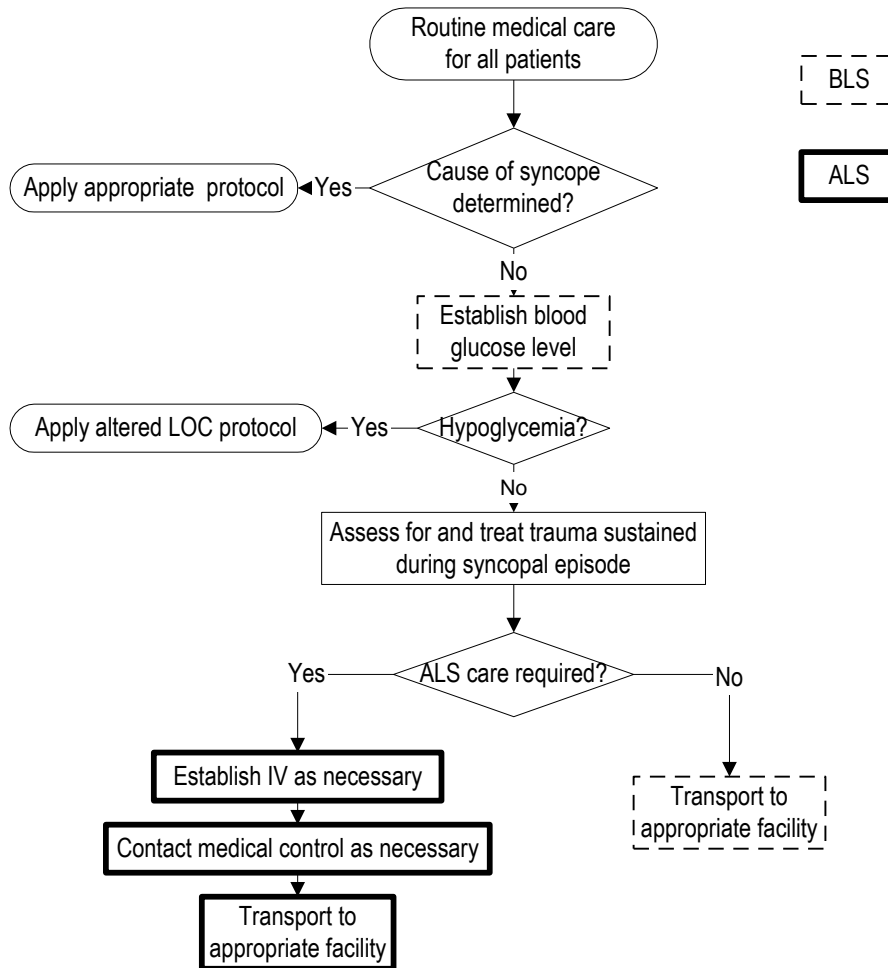 Routine medical care
for all patients
BLS
ALS
Cause of syncope
determined?
Yes
Apply appropriate protocol
No
Establish blood
glucose level
Hypoglycemia?
Yes
Apply altered LOC protocol
No
Assess for and treat trauma sustained
during syncopal episode
ALS care required?
Yes
No
Establish IV as necessary
Contact medical control as necessary
Transport to
appropriate facility
Transport to
appropriate facility